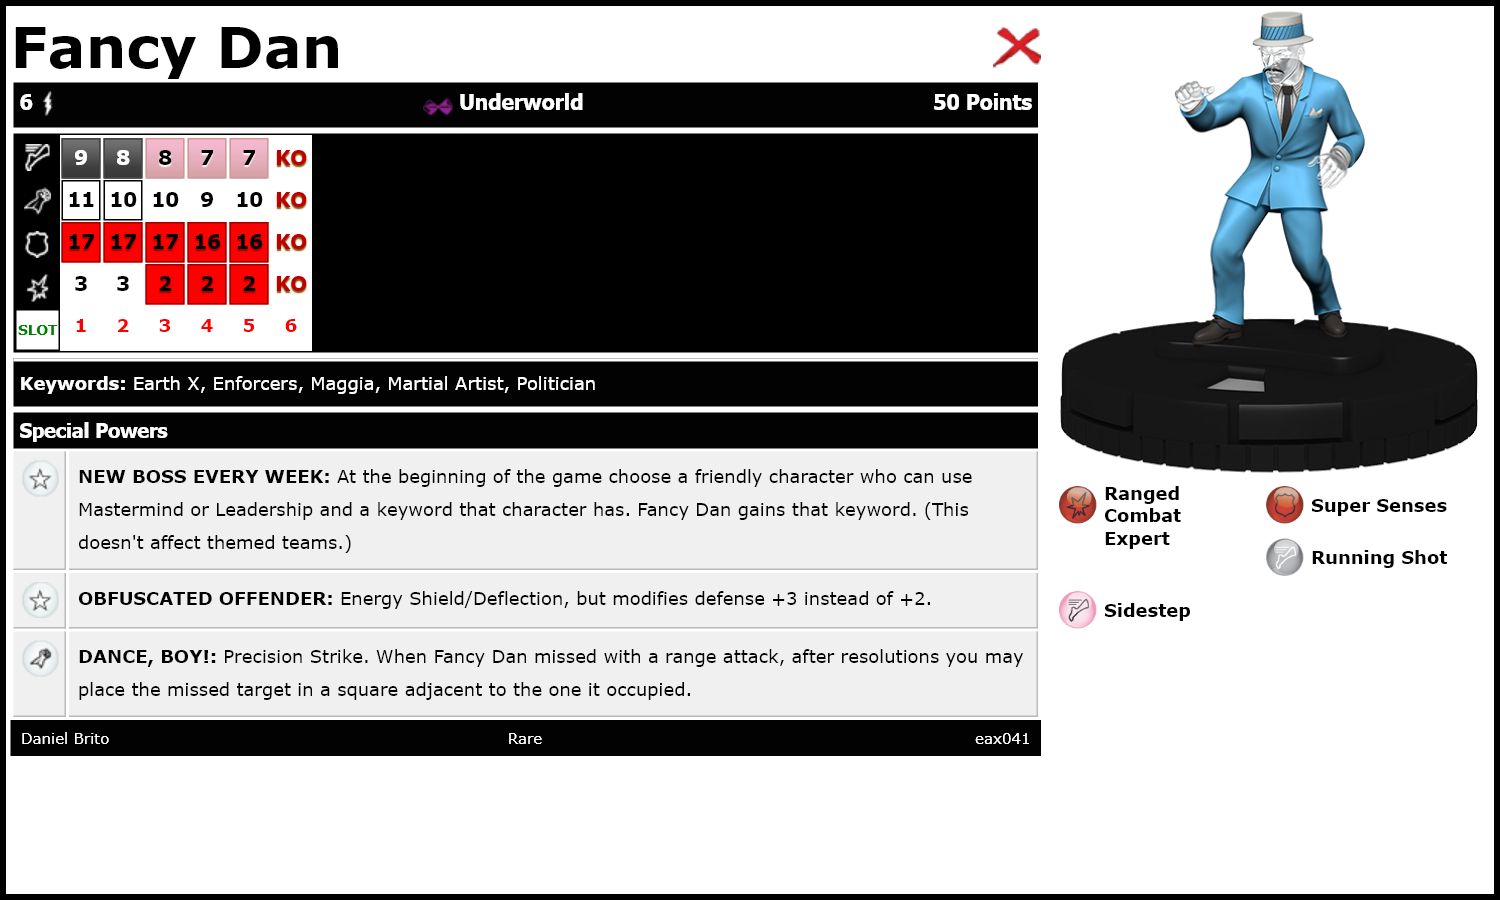 Fancy Dan
6 Underworld 50 Points
9 8 8 7 7 KO
11 10 10 9 10 KO
17 17 17 16 16 KO
3 3 2 2 2 KO
SLOT 1 2 3 4 5 6
Keywords: Earth X, Enforcers, Maggia, Martial Artist, Politician
Special Powers
NEW BOSS EVERY WEEK: At the beginning of the game choose a friendly character who can use
Mastermind or Leadership and a keyword that character has. Fancy Dan gains that keyword. (This
doesn't affect themed teams.)
OBFUSCATED OFFENDER: Energy Shield/Deflection, but modifies defense +3 instead of +2.
DANCE, BOY!: Precision Strike. When Fancy Dan missed with a range attack, after resolutions you may
place the missed target in a square adjacent to the one it occupied.
Daniel Brito Rare eax041
Ranged
Combat
Expert
Super Senses
Running Shot
Sidestep